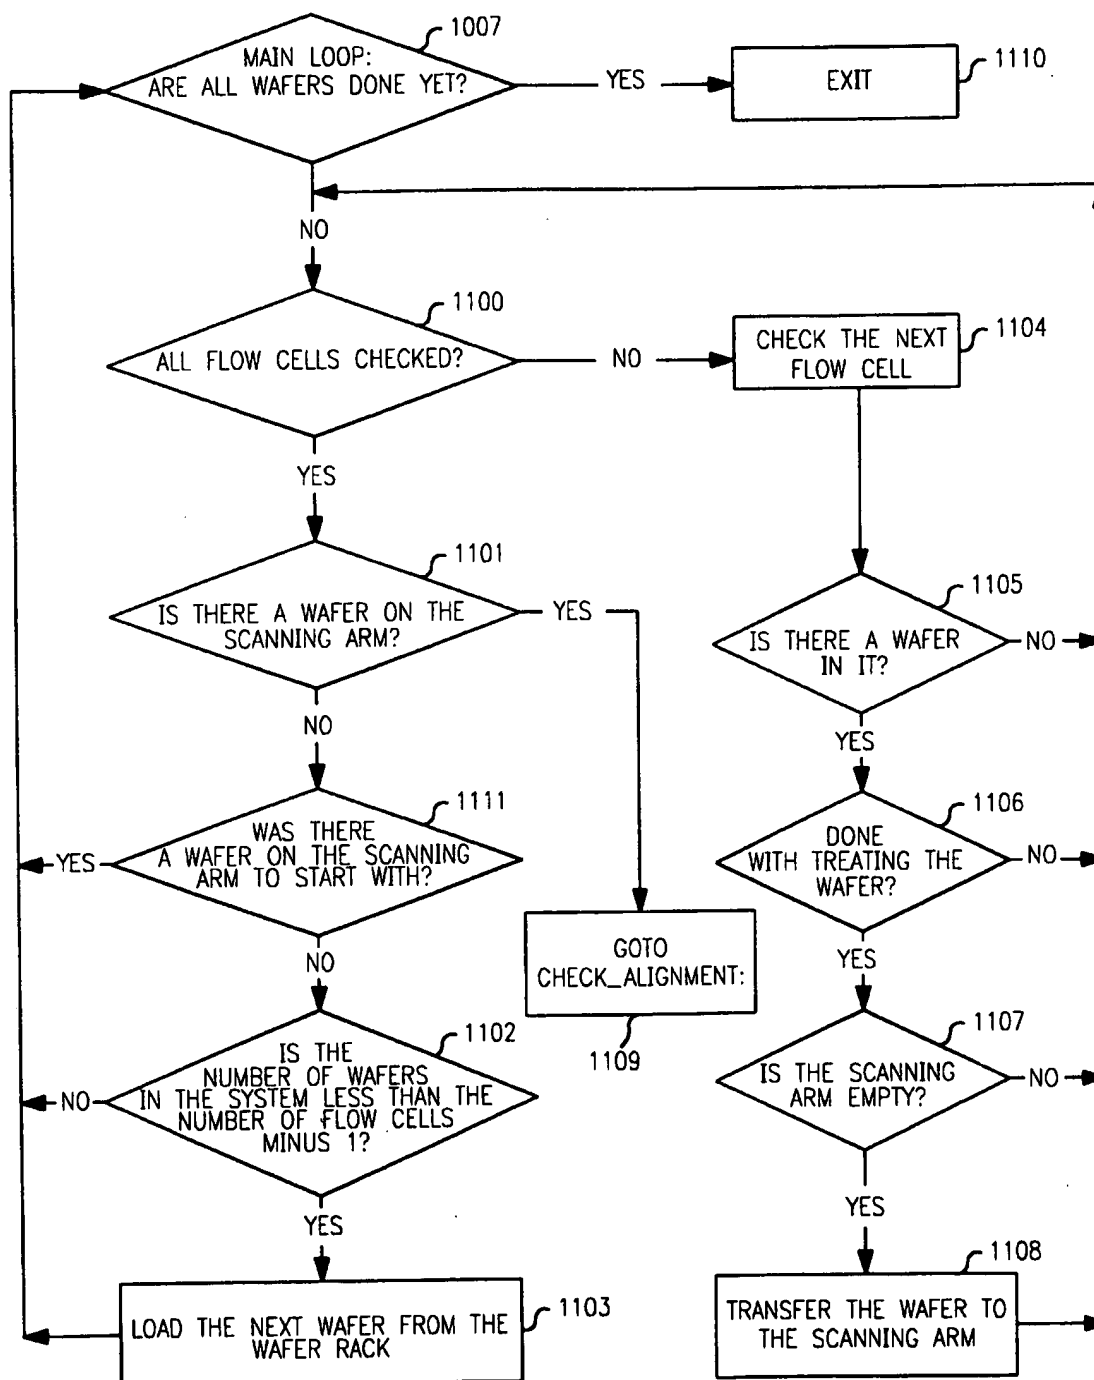 1007
MAIN LOOP:
ARE ALL WAFERS DONE YET?
YES
EXIT
1110
NO
1100
ALL FLOW CELLS CHECKED?
NO
CHECK THE NEXT
FLOW CELL
1104
YES
1101
IS THERE A WAFER ON THE
SCANNING ARM?
YES
1105
IS THERE A WAFER
IN IT?
NO
NO
YES
1111
WAS THERE
A WAFER ON THE SCANNING
ARM TO START WITH?
YES
1106
DONE
WITH TREATING THE
WAFER?
NO
NO
GOTO
CHECK_ALIGNMENT:
1109
YES
1102
IS THE
NUMBER OF WAFERS
IN THE SYSTEM LESS THAN THE
NUMBER OF FLOW CELLS
MINUS 1?
NO
1107
IS THE SCANNING
ARM EMPTY?
NO
YES
YES
1103
LOAD THE NEXT WAFER FROM THE
WAFER RACK
1108
TRANSFER THE WAFER TO
THE SCANNING ARM